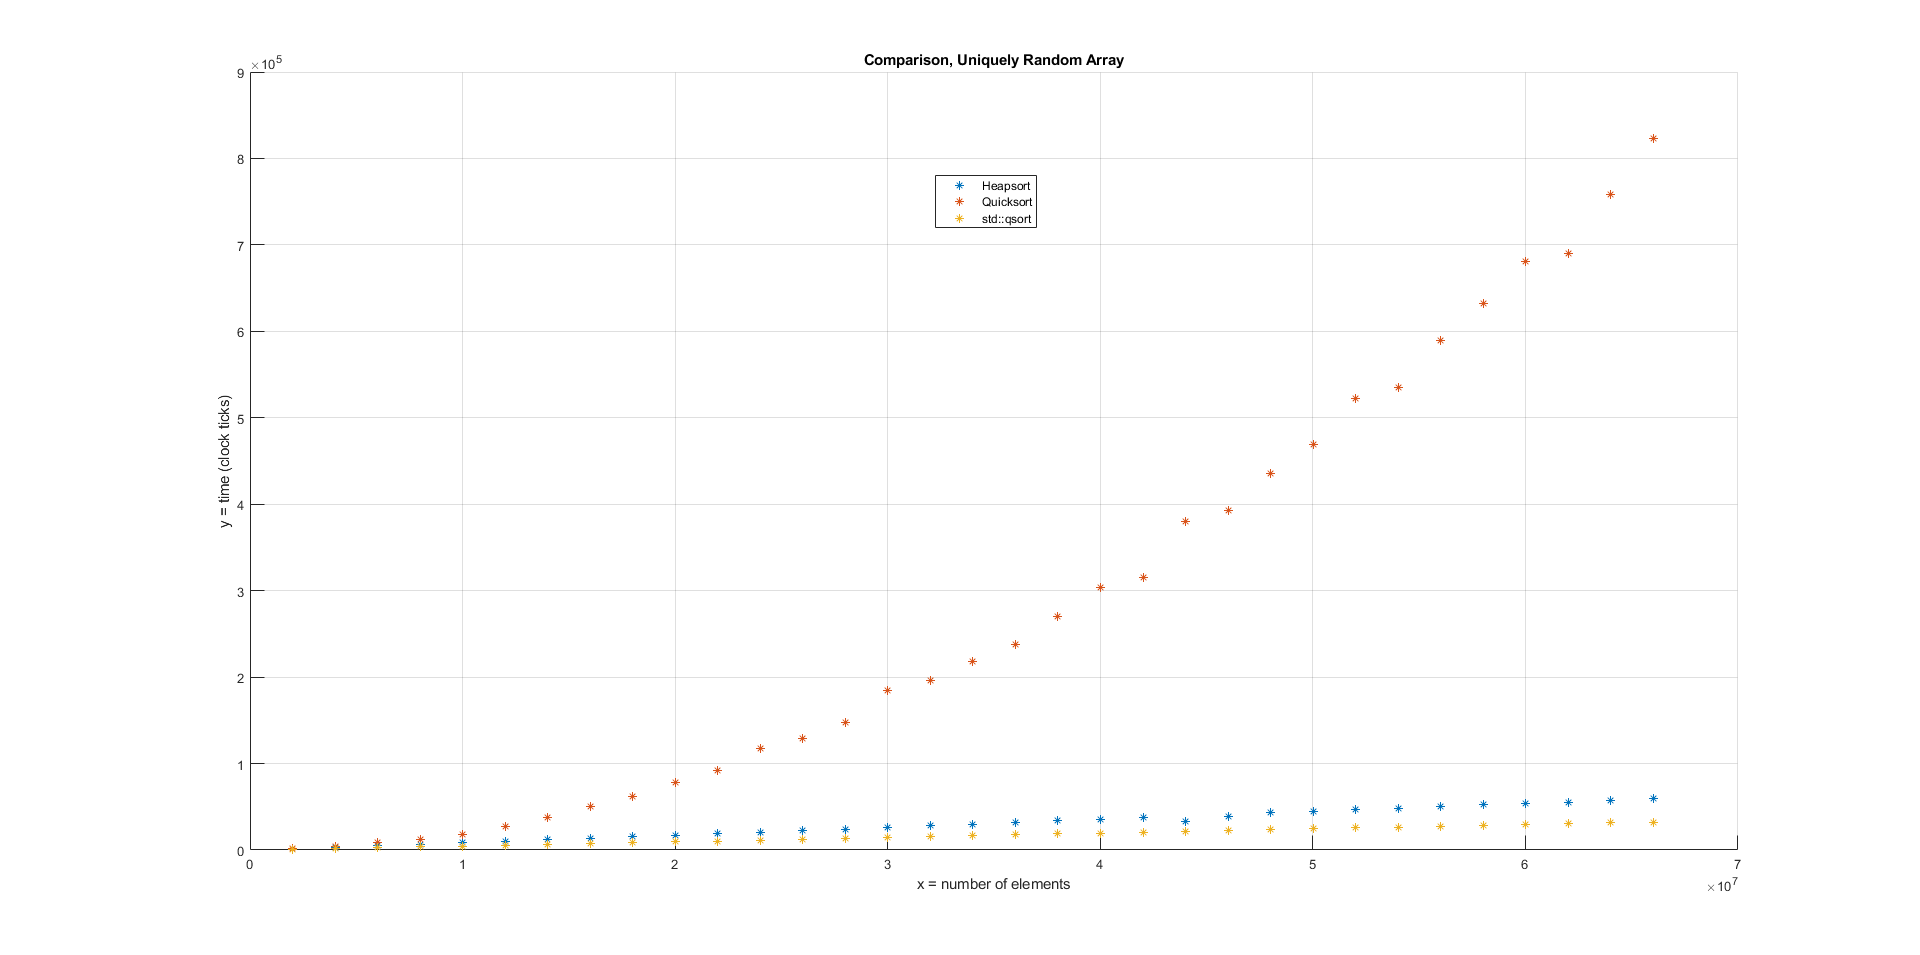 Comparison, Uniquely Random Array
×10^5
9
8
7
6
5
4
3
2
1
0
y = time (clock ticks)
Heapsort
Quicksort
std::qsort
0 1 2 3 4 5 6 7
x = number of elements
×10^7